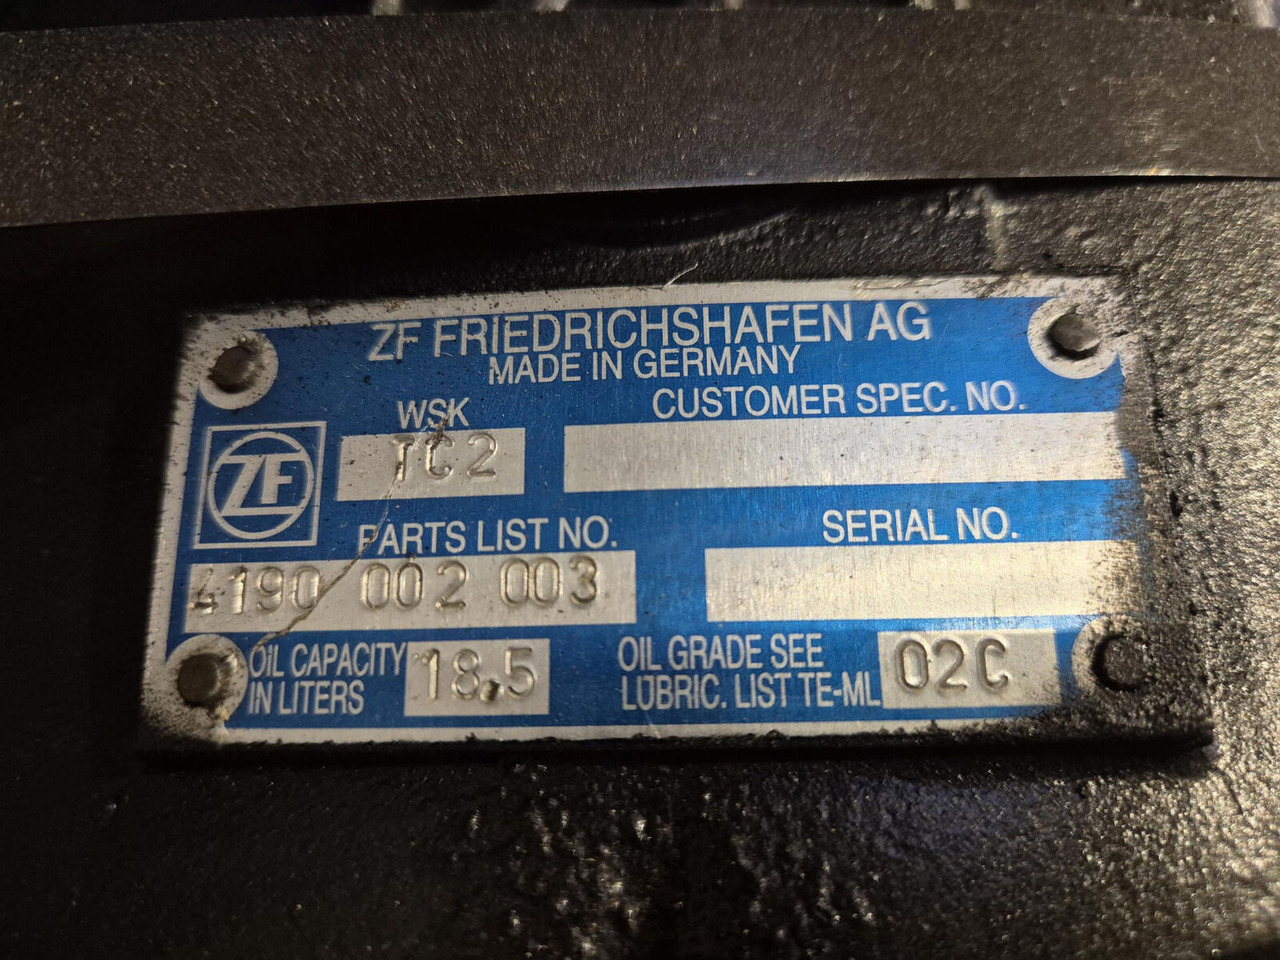 ZF FRIEDRICHSHAFEN AG
MADE IN GERMANY
WSK
CUSTOMER SPEC. NO.
TC2
ZF
PARTS LIST NO.
SERIAL NO.
4190 002 003
OIL CAPACITY
IN LITERS
18,5
OIL GRADE SEE
LUBRIC. LIST TE-ML
02C